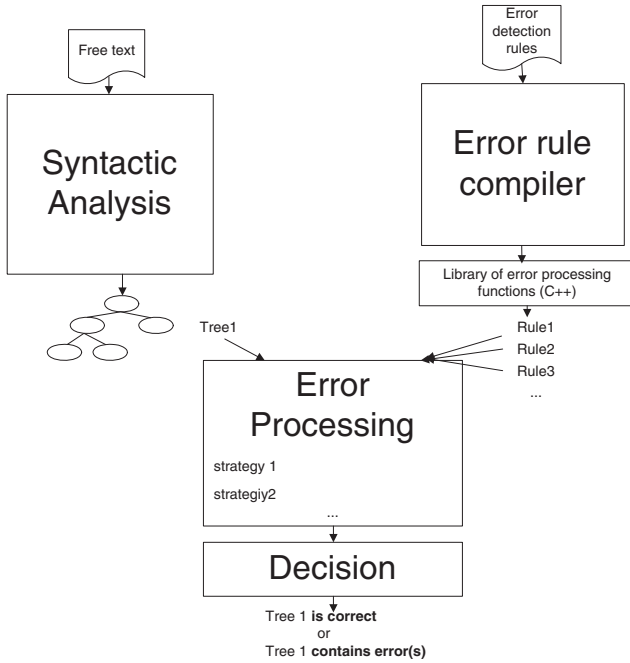 Free text
Error
detection
rules
Syntactic
Analysis
Error rule
compiler
Library of error processing
functions (C++)
Tree1
Rule1
Rule2
Rule3
...
Error
Processing
strategy 1
strategiy2
...
Decision
Tree 1 is correct
or
Tree 1 contains error(s)